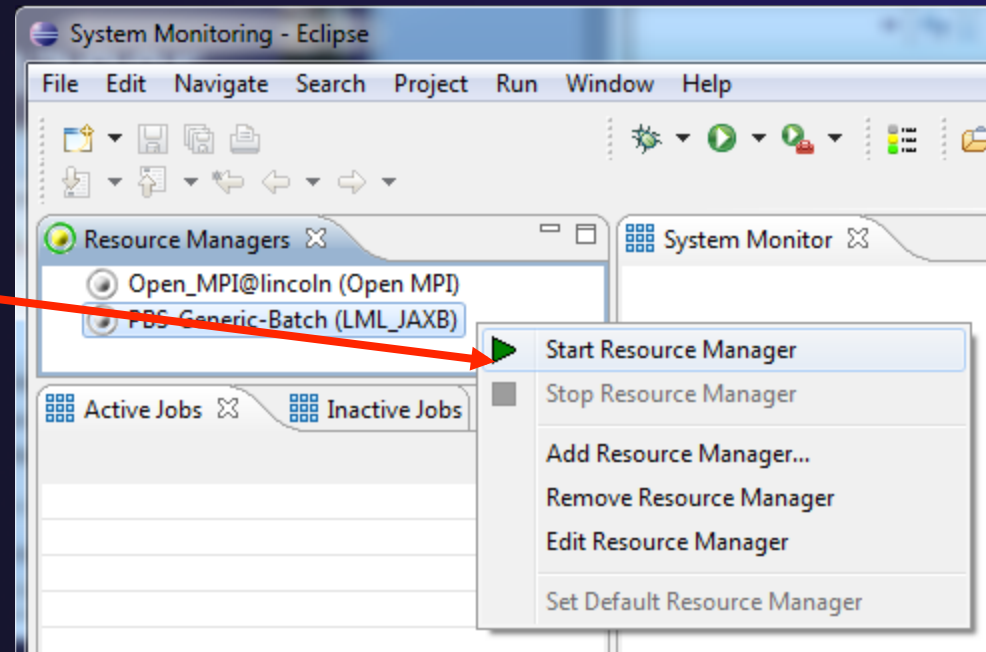 System Monitoring - Eclipse
File Edit Navigate Search Project Run Window Help
Resource Managers
System Monitor
Open_MPI@lincoln (Open MPI)
PBS-Generic-Batch (LML_JAXB)
Start Resource Manager
Active Jobs
Inactive Jobs
Stop Resource Manager
Add Resource Manager...
Remove Resource Manager
Edit Resource Manager
Set Default Resource Manager